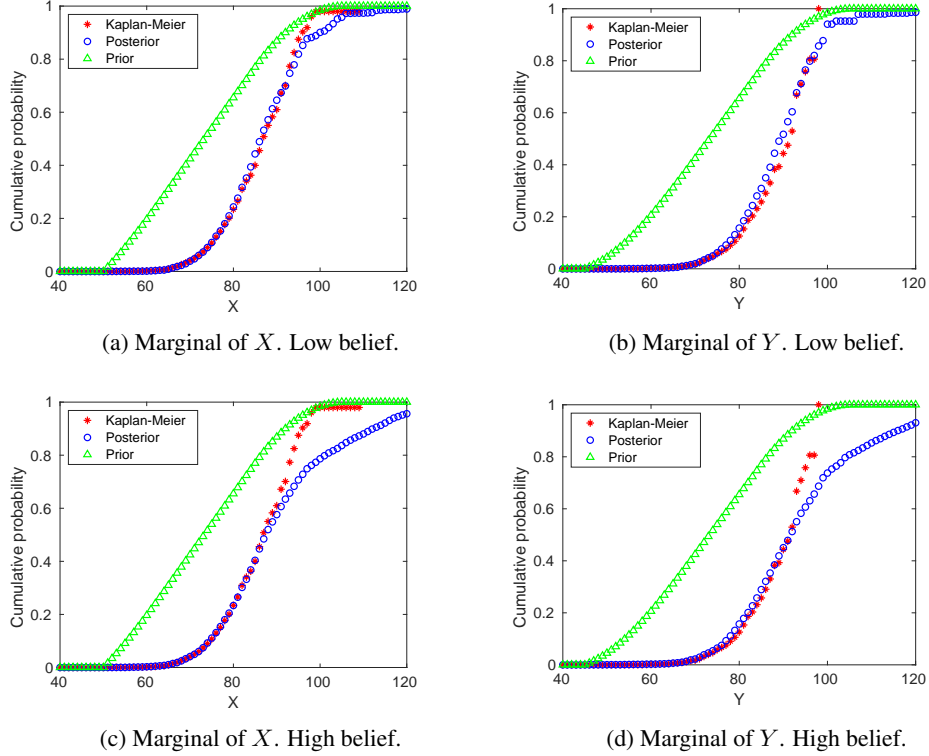 1
0.8
0.6
0.4
0.2
0
Cumulative probability
Kaplan-Meier
Posterior
Prior
40 60 80 100 120
X
(a) Marginal of X. Low belief.
1
0.8
0.6
0.4
0.2
0
Cumulative probability
Kaplan-Meier
Posterior
Prior
40 60 80 100 120
Y
(b) Marginal of Y. Low belief.
1
0.8
0.6
0.4
0.2
0
Cumulative probability
Kaplan-Meier
Posterior
Prior
40 60 80 100 120
X
(c) Marginal of X. High belief.
1
0.8
0.6
0.4
0.2
0
Cumulative probability
Kaplan-Meier
Posterior
Prior
40 60 80 100 120
Y
(d) Marginal of Y. High belief.